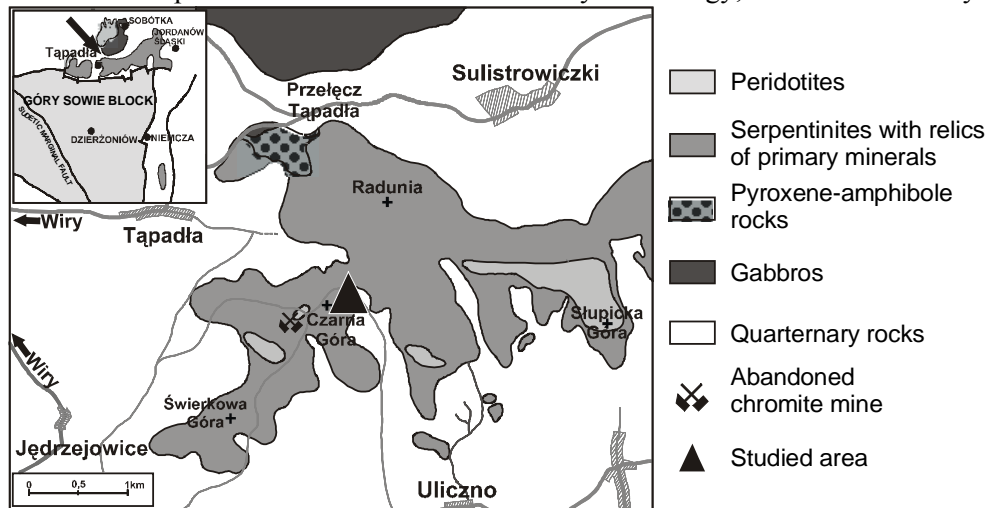 SOBÓTKA
JORDANÓW
ŚLĄSKI
Tąpadła
GÓRY SOWIE BLOCK
SUDETIC MARGINAL FAULT
DZIERŻONIÓW
NIEMCZA
Przełęcz
Tąpadła
Sulistrowiczki
Radunia
Wiry
Tąpadła
Czarna
Góra
Słupicka
Góra
Wiry
Świerkowa
Góra
Jędrzejowice
Uliczno
0 0,5 1km
Peridotites
Serpentinites with relics
of primary minerals
Pyroxene-amphibole
rocks
Gabbros
Quarternary rocks
Abandoned
chromite mine
Studied area